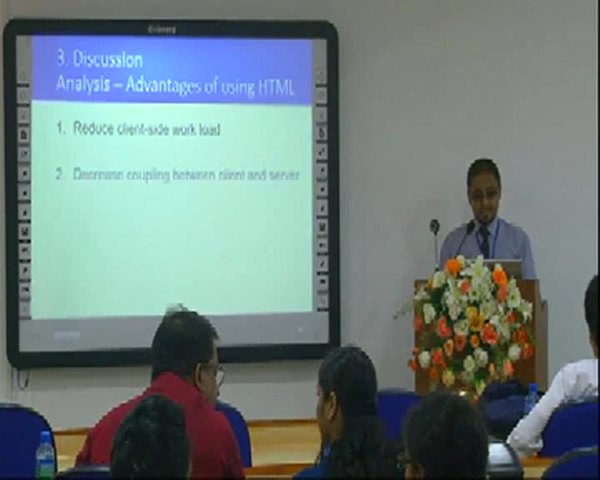 3. Discussion
Analysis – Advantages of using HTML
1. Reduce client-side work load
2. Decrease coupling between client and server